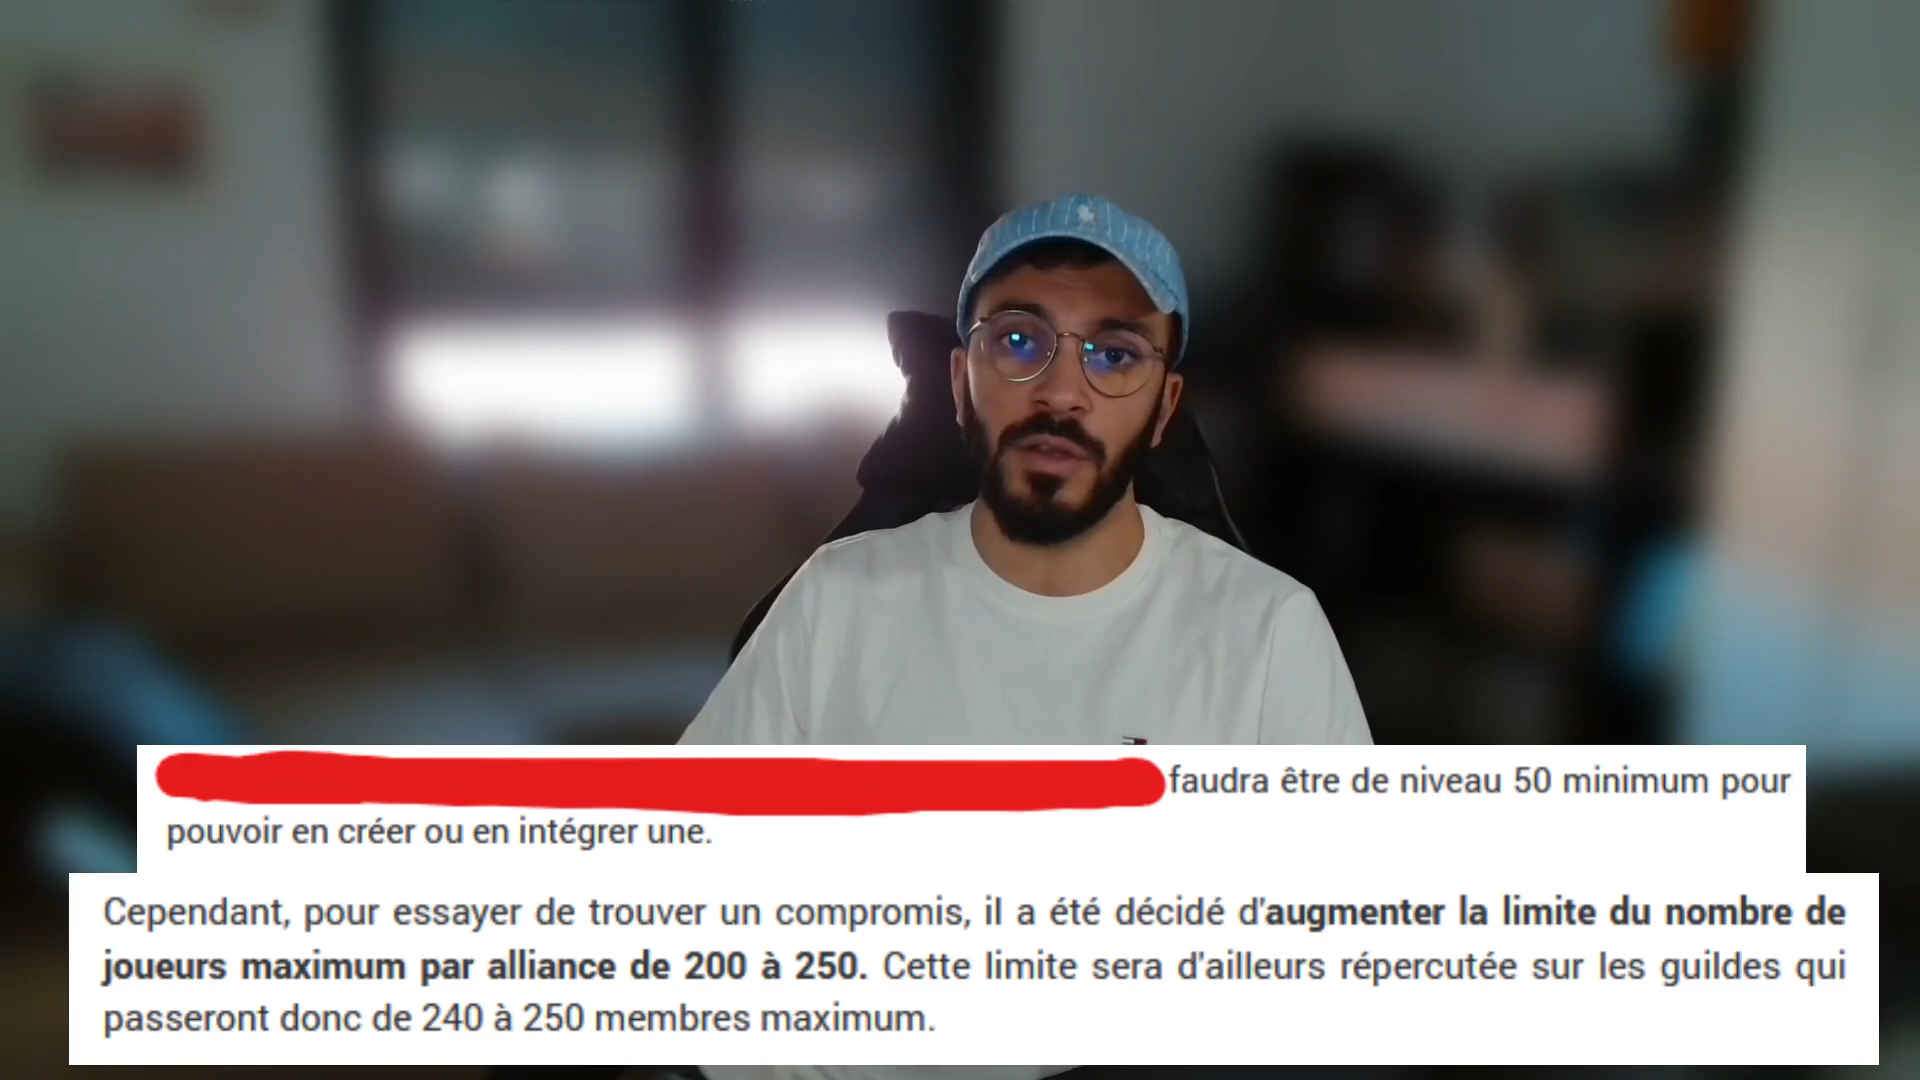 faudra être de niveau 50 minimum pour
pouvoir en créer ou en intégrer une.
Cependant, pour essayer de trouver un compromis, il a été décidé d'augmenter la limite du nombre de
joueurs maximum par alliance de 200 à 250. Cette limite sera d'ailleurs répercutée sur les guildes qui
passeront donc de 240 à 250 membres maximum.